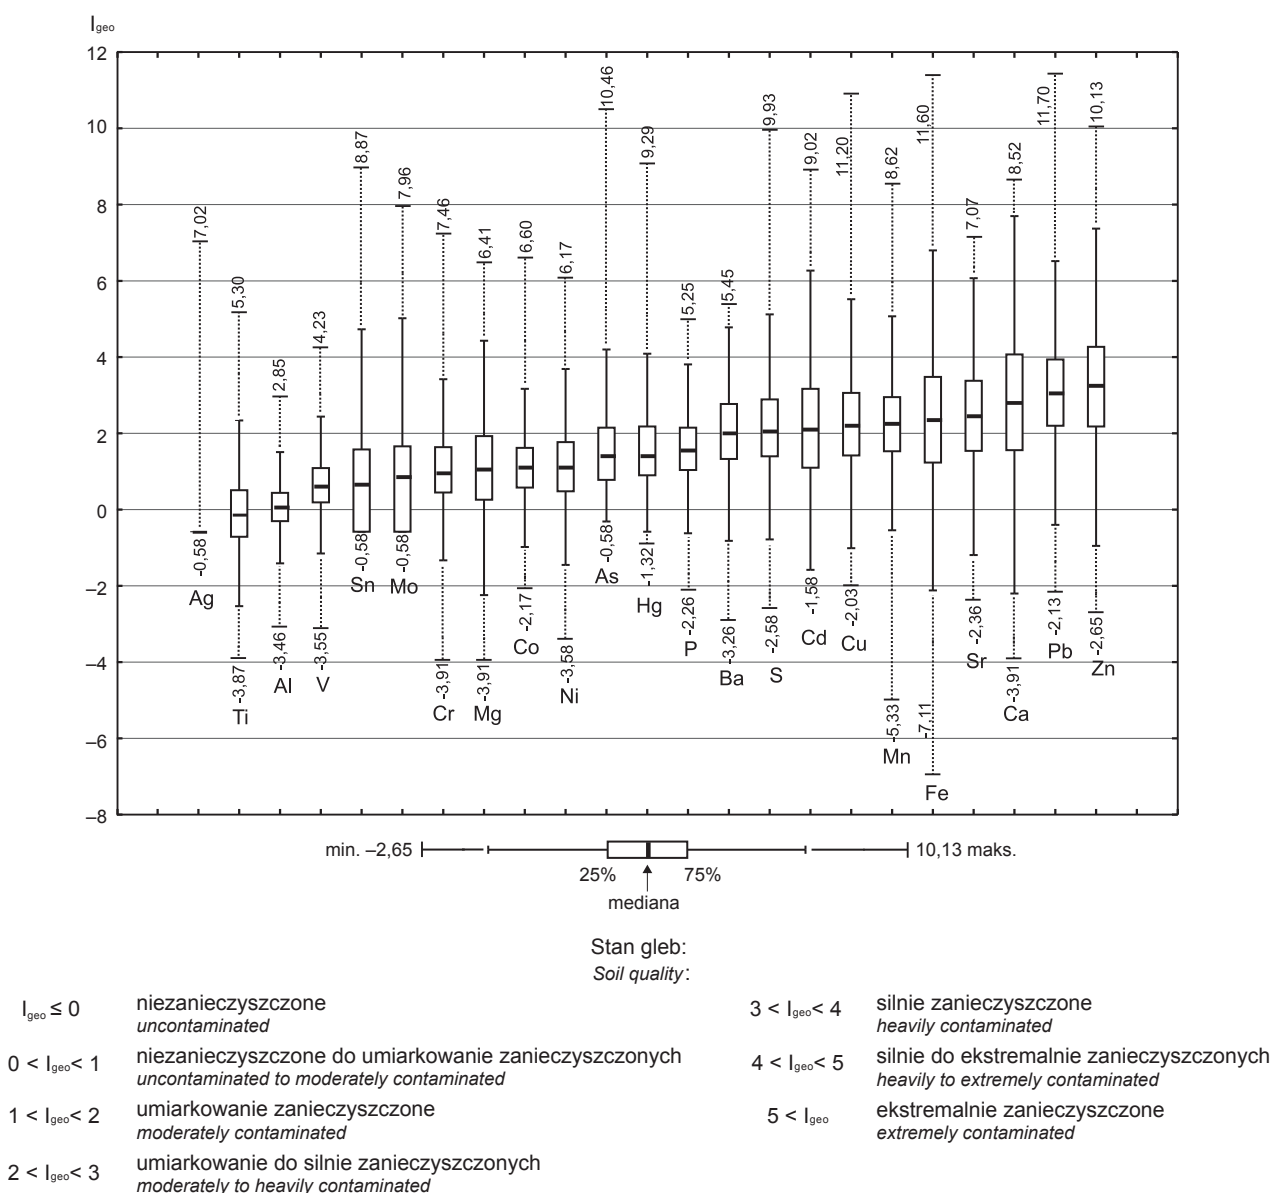 Igeo
12
10
8
6
4
2
0
–2
–4
–6
–8
7,02
-0,58
Ag
5,30
-3,87
Ti
2,85
-3,46
Al
4,23
-3,55
V
8,87
-0,58
Sn
7,96
-0,58
Mo
7,46
-3,91
Cr
6,41
-3,91
Mg
6,60
-2,17
Co
6,17
-3,58
Ni
10,46
-0,58
As
9,29
-1,32
Hg
5,25
-2,26
P
5,45
-3,26
Ba
9,93
-2,58
S
9,02
-1,58
Cd
11,20
-2,03
Cu
8,62
-5,33
Mn
11,60
-7,11
Fe
7,07
-2,36
Sr
8,52
-3,91
Ca
11,70
-2,13
Pb
10,13
-2,65
Zn
min. –2,65
10,13 maks.
25% 75%
mediana
Stan gleb:
Soil quality:
Igeo ≤ 0 niezanieczyszczone
uncontaminated
0 < Igeo < 1 niezanieczyszczone do umiarkowanie zanieczyszczonych
uncontaminated to moderately contaminated
1 < Igeo < 2 umiarkowanie zanieczyszczone
moderately contaminated
2 < Igeo < 3 umiarkowanie do silnie zanieczyszczonych
moderately to heavily contaminated
3 < Igeo < 4 silnie zanieczyszczone
heavily contaminated
4 < Igeo < 5 silnie do ekstremalnie zanieczyszczonych
heavily to extremely contaminated
5 < Igeo ekstremalnie zanieczyszczone
extremely contaminated